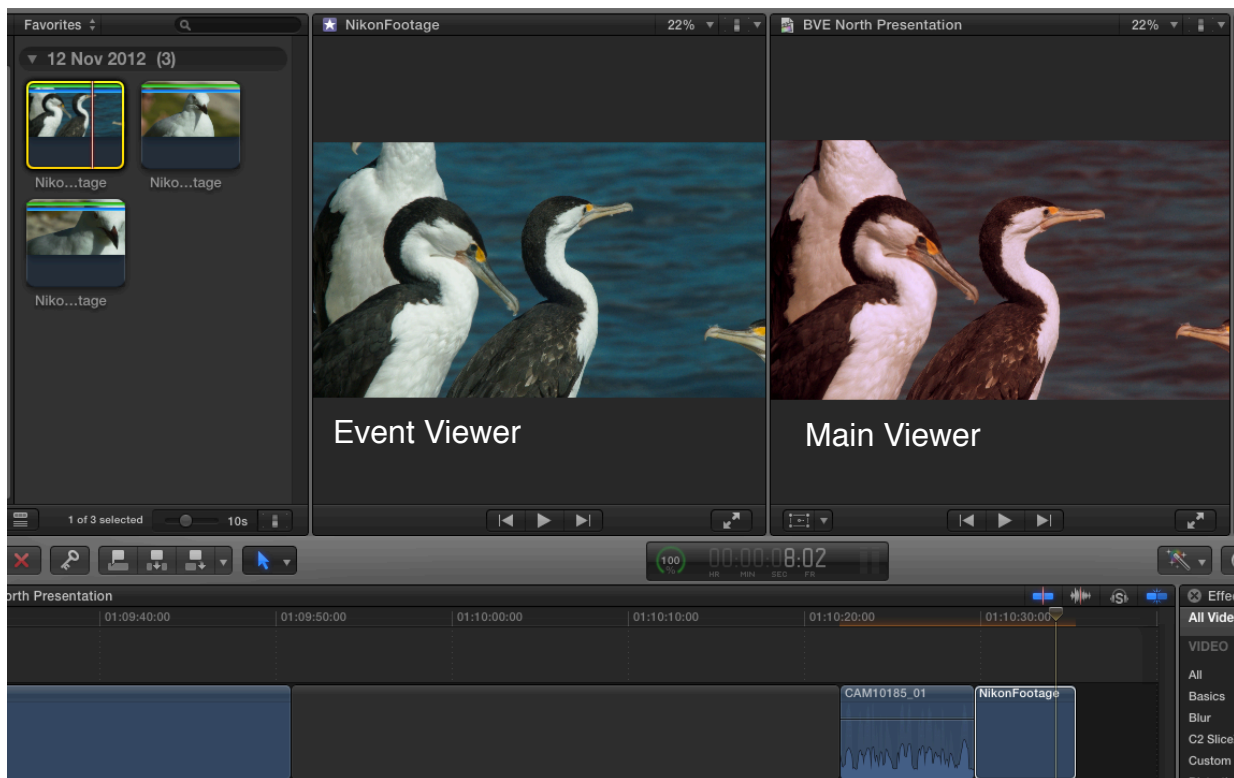 Favorites
NikonFootage
22%
BVE North Presentation
22%
12 Nov 2012 (3)
Niko...tage
Niko...tage
Niko...tage
Event Viewer
Main Viewer
1 of 3 selected
10s
100
%
00:00:08:02
HR MIN SEC FR
orth Presentation
Effe
01:09:40:00
01:09:50:00
01:10:00:00
01:10:10:00
01:10:20:00
01:10:30:00
All Vide
VIDEO
All
Basics
Blur
C2 Slice
Custom
CAM10185_01
NikonFootage